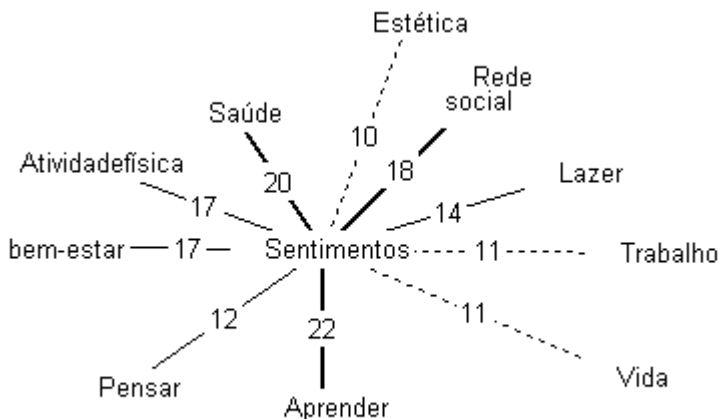 Estética
Rede
social
Saúde
10
18
Atividadefísica
20
Lazer
17
14
bem-estar
17
Sentimentos
11
Trabalho
12
22
11
Pensar
Vida
Aprender